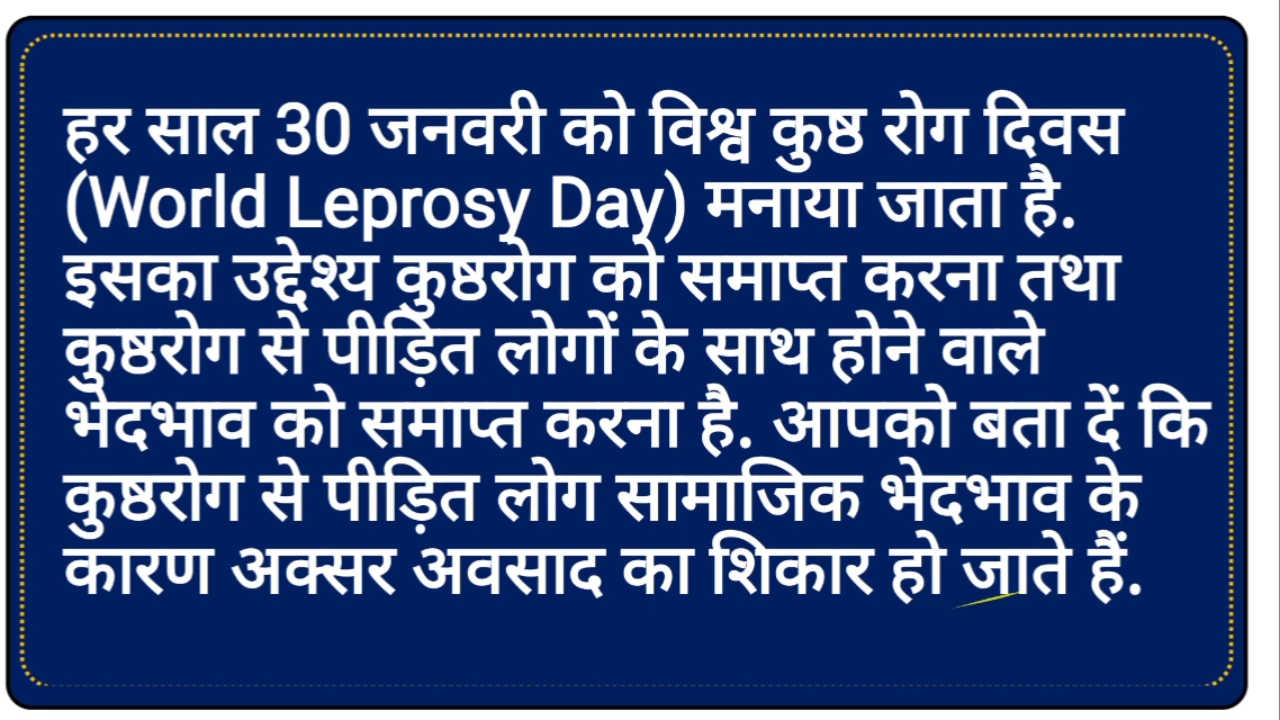 हर साल 30 जनवरी को विश्व कुष्ठ रोग दिवस
(World Leprosy Day) मनाया जाता है.
इसका उद्देश्य कुष्ठरोग को समाप्त करना तथा
कुष्ठरोग से पीड़ित लोगों के साथ होने वाले
भेदभाव को समाप्त करना है. आपको बता दें कि
कुष्ठरोग से पीड़ित लोग सामाजिक भेदभाव के
कारण अक्सर अवसाद का शिकार हो जाते हैं.